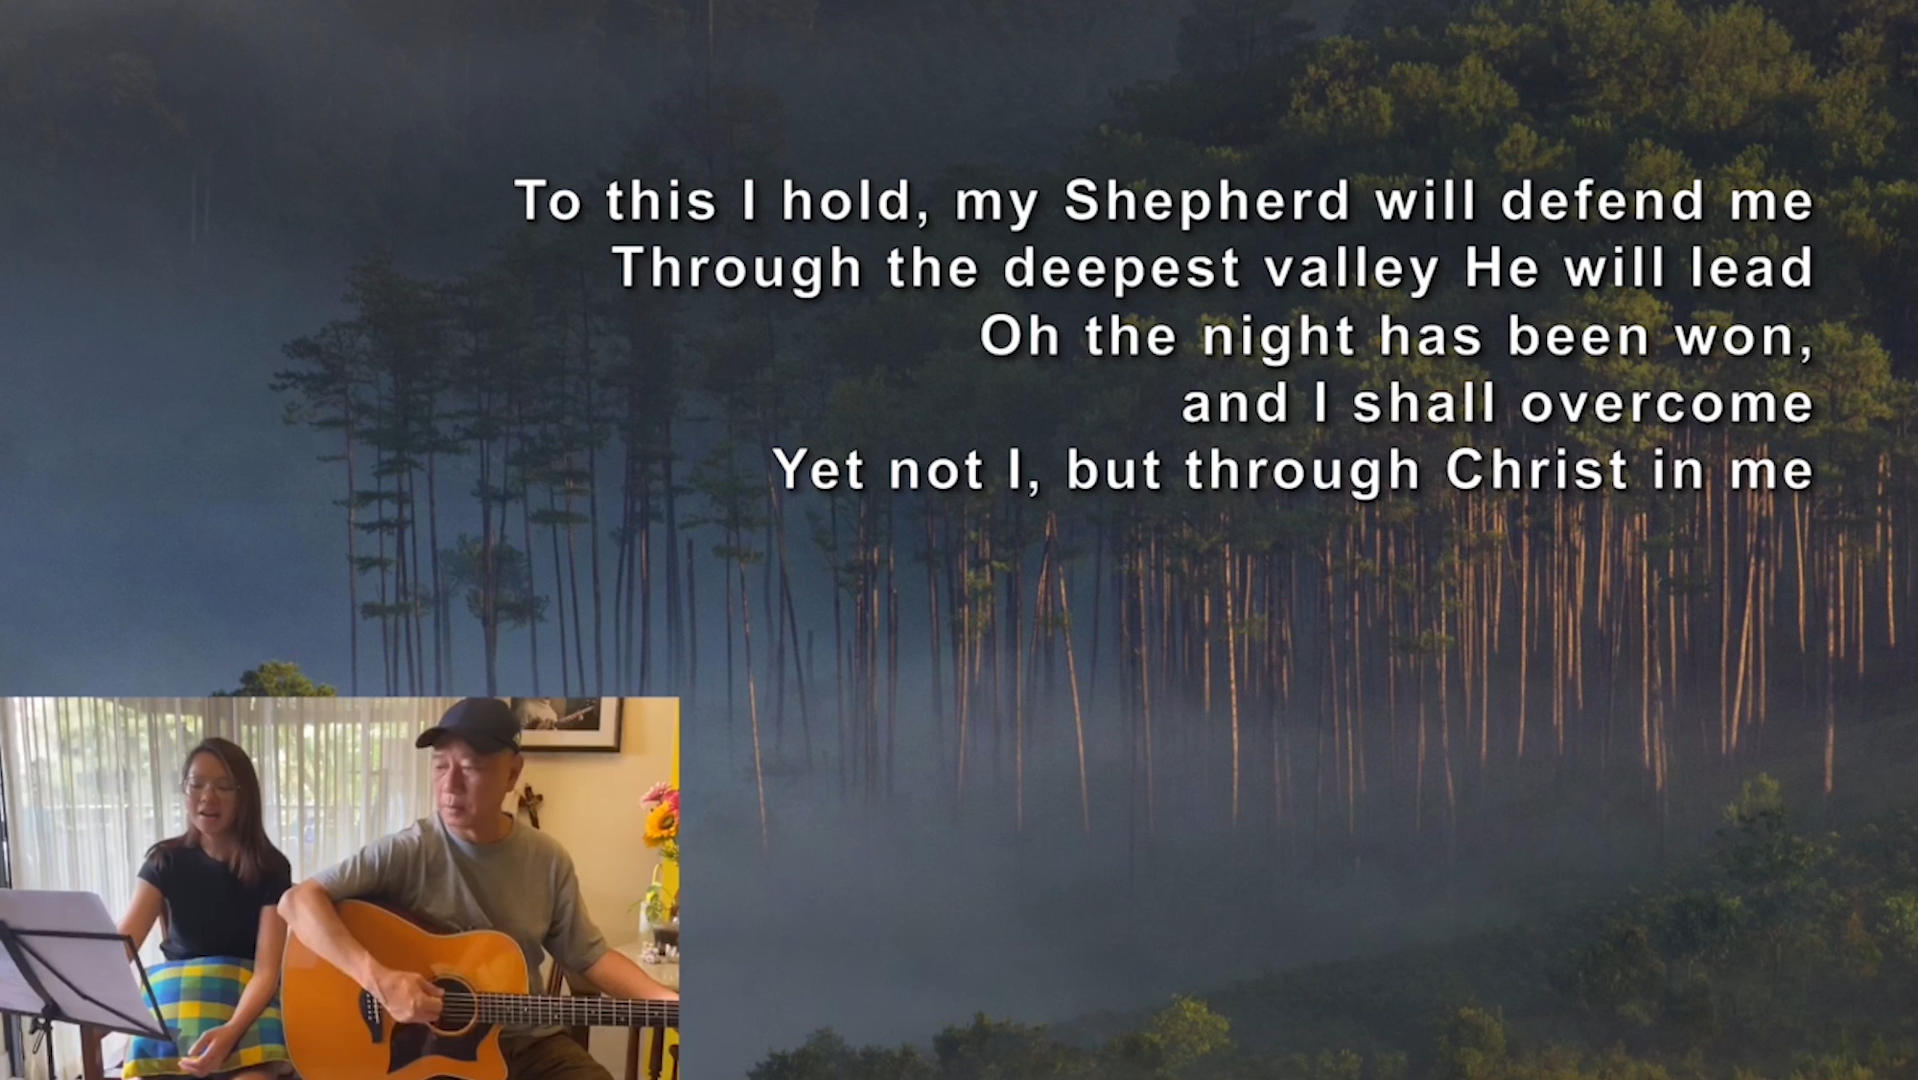 To this I hold, my Shepherd will defend me
Through the deepest valley He will lead
Oh the night has been won,
and I shall overcome
Yet not I, but through Christ in me